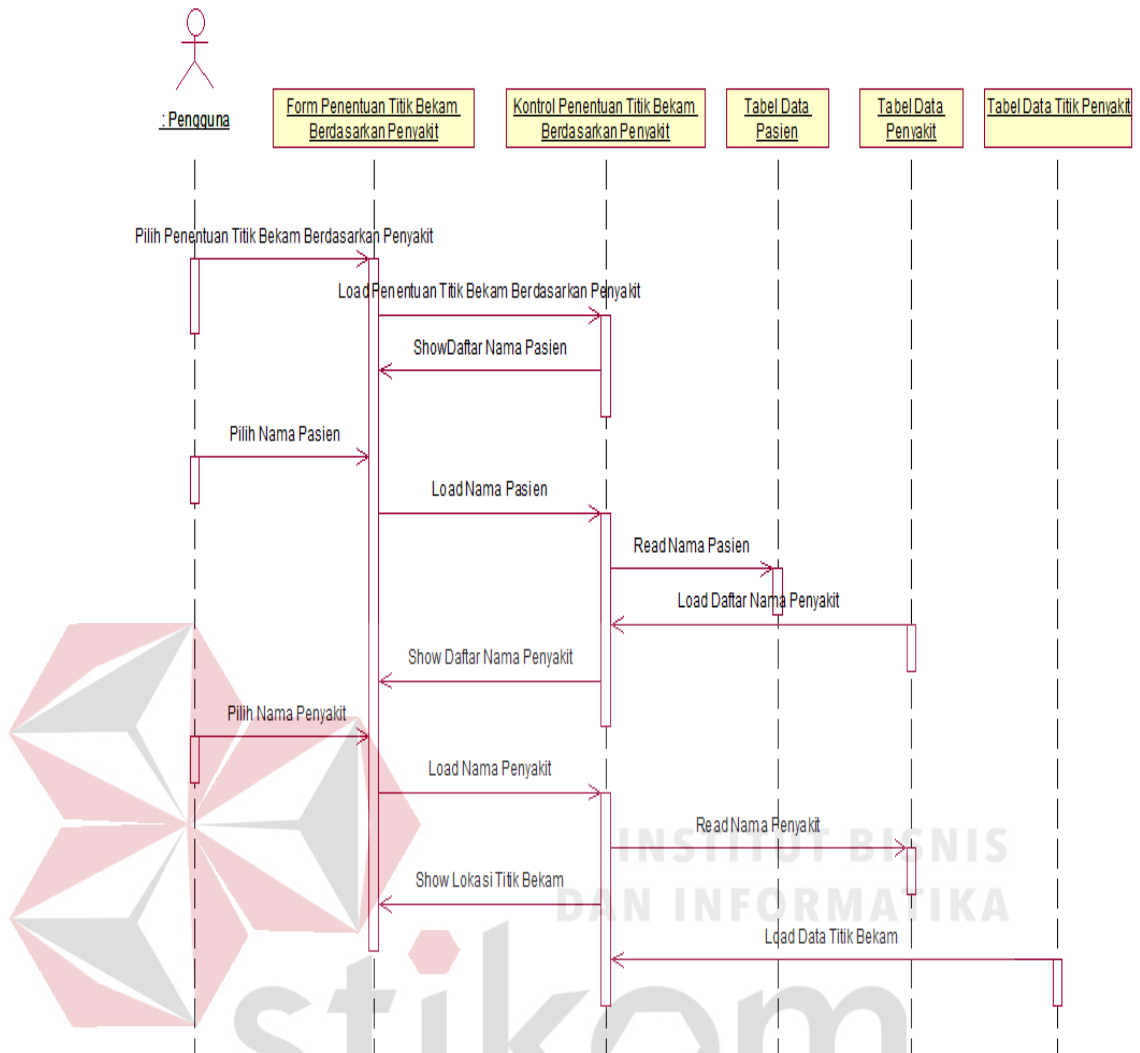 : Pengguna
Form Penentuan Titik Bekam
Berdasarkan Penyakit
Kontrol Penentuan Titik Bekam
Berdasarkan Penyakit
Tabel Data
Pasien
Tabel Data
Penyakit
Tabel Data Titik Penyakit
Pilih Penentuan Titik Bekam Berdasarkan Penyakit
Load Penentuan Titik Bekam Berdasarkan Penyakit
ShowDaftar Nama Pasien
Pilih Nama Pasien
Load Nama Pasien
Read Nama Pasien
Load Daftar Nama Penyakit
Show Daftar Nama Penyakit
Pilih Nama Penyakit
Load Nama Penyakit
Read Nama Penyakit
INSTITUT BISNIS
Show Lokasi Titik Bekam
DAN INFORMATIKA
Load Data Titik Bekam
stikom